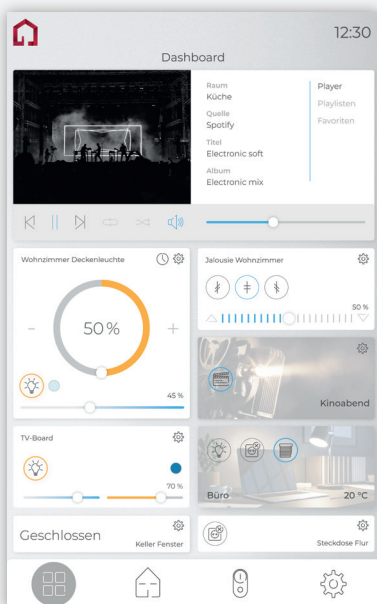 12:30
Dashboard
Raum
Küche
Quelle
Spotify
Titel
Electronic soft
Album
Electronic mix
Player
Playlisten
Favoriten
Wohnzimmer Deckenleuchte
- 50 % +
45 %
Jalousie Wohnzimmer
50 %
Kinoabend
TV-Board
70 %
Büro 20 °C
Geschlossen
Keller Fenster
Steckdose Flur